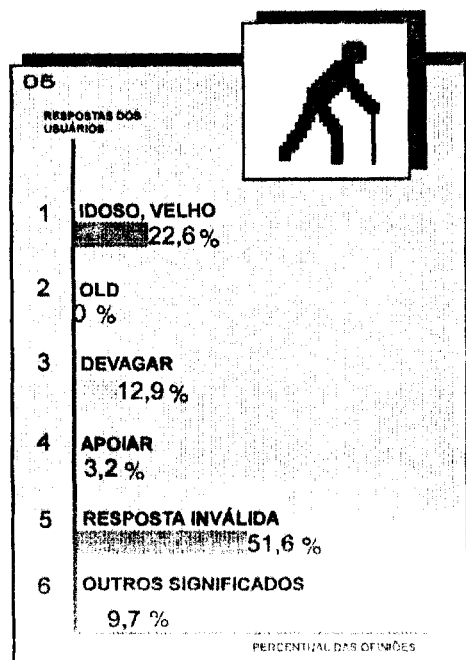 05
RESPOSTAS DOS
USUÁRIOS
1 IDOSO, VELHO
22,6 %
2 OLD
0 %
3 DEVAGAR
12,9 %
4 APOIAR
3,2 %
5 RESPOSTA INVÁLIDA
51,6 %
6 OUTROS SIGNIFICADOS
9,7 %
PERCENTUAL DAS OPINIÕES